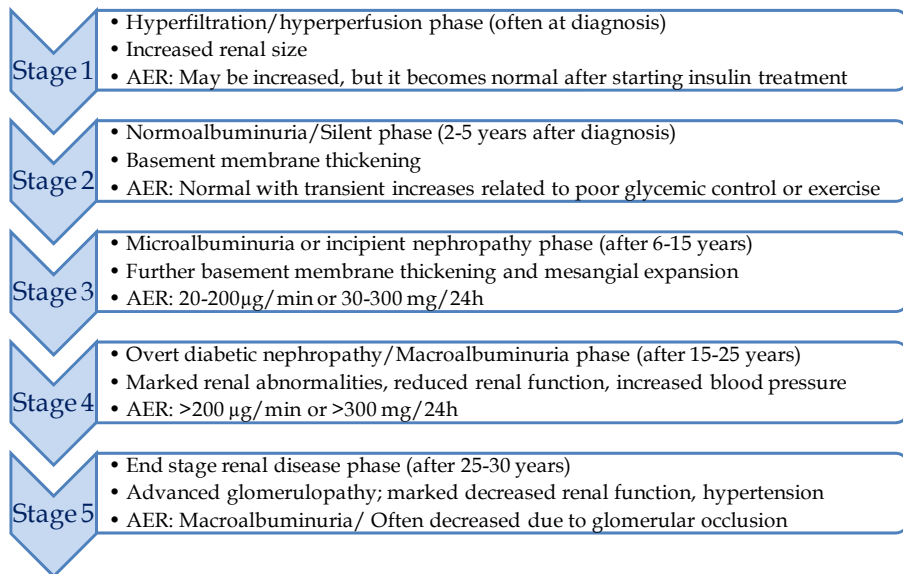 Stage 1
• Hyperfiltration/hyperperfusion phase (often at diagnosis)
• Increased renal size
• AER: May be increased, but it becomes normal after starting insulin treatment
Stage 2
• Normoalbuminuria/Silent phase (2-5 years after diagnosis)
• Basement membrane thickening
• AER: Normal with transient increases related to poor glycemic control or exercise
Stage 3
• Microalbuminuria or incipient nephropathy phase (after 6-15 years)
• Further basement membrane thickening and mesangial expansion
• AER: 20-200µg/min or 30-300 mg/24h
Stage 4
• Overt diabetic nephropathy/Macroalbuminuria phase (after 15-25 years)
• Marked renal abnormalities, reduced renal function, increased blood pressure
• AER: >200 µg/min or >300 mg/24h
Stage 5
• End stage renal disease phase (after 25-30 years)
• Advanced glomerulopathy; marked decreased renal function, hypertension
• AER: Macroalbuminuria/ Often decreased due to glomerular occlusion